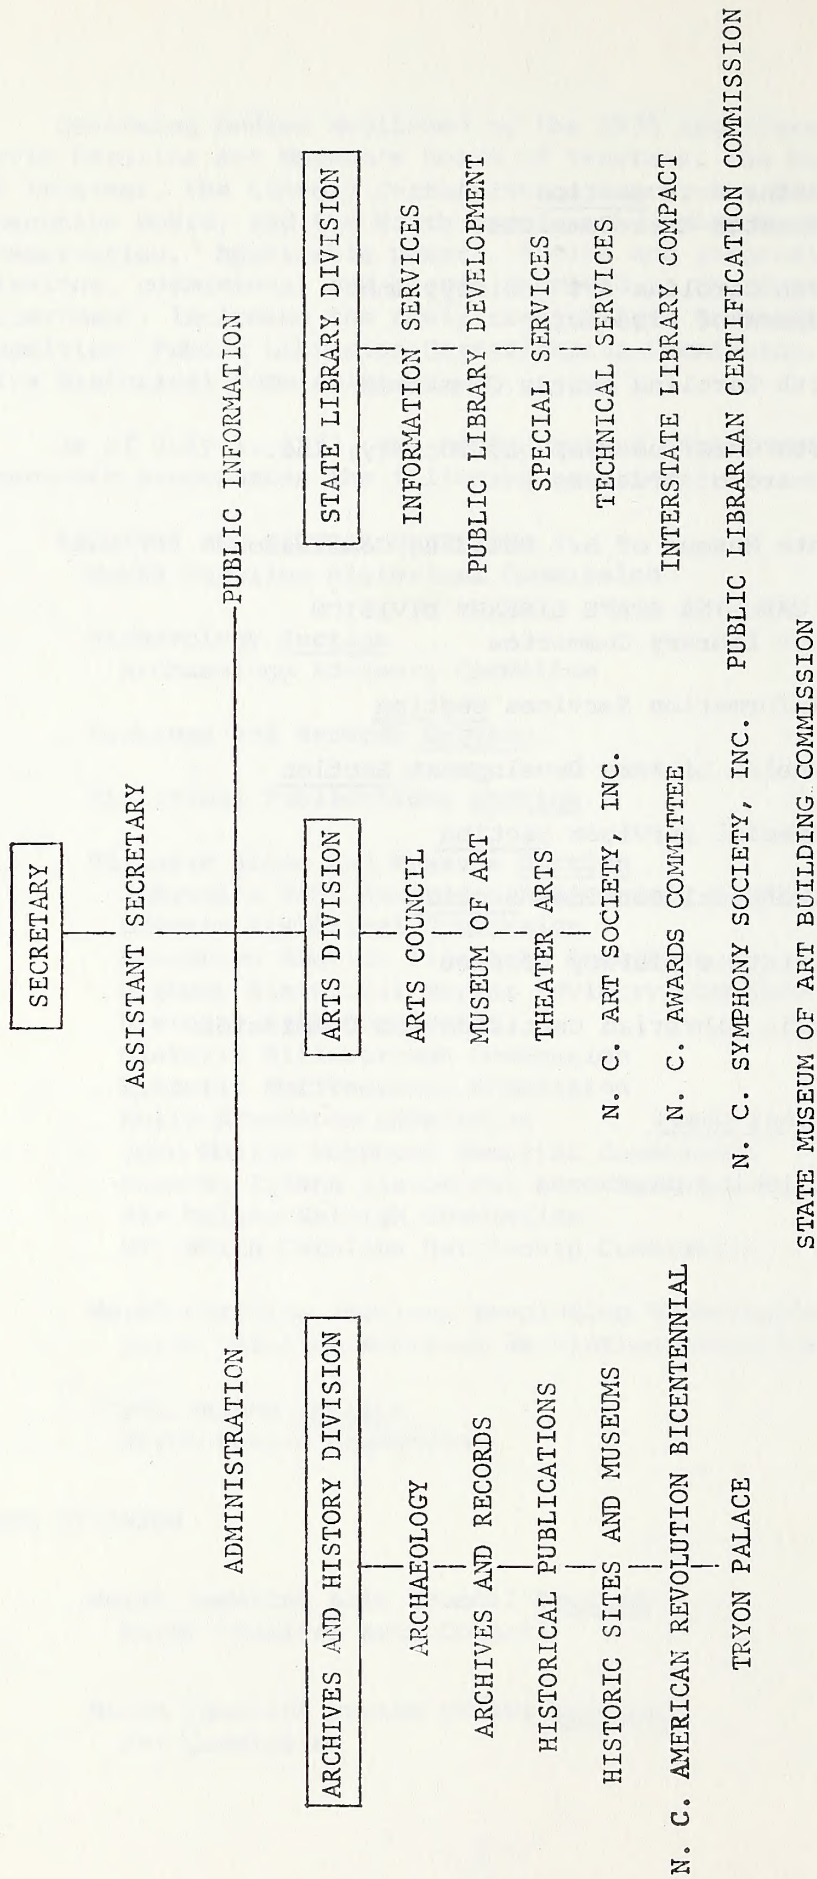 SECRETARY
ASSISTANT SECRETARY
ADMINISTRATION
PUBLIC INFORMATION
ARCHIVES AND HISTORY DIVISION
ARCHAEOLOGY
ARCHIVES AND RECORDS
HISTORICAL PUBLICATIONS
HISTORIC SITES AND MUSEUMS
N. C. AMERICAN REVOLUTION BICENTENNIAL
TRYON PALACE
ARTS DIVISION
ARTS COUNCIL
MUSEUM OF ART
THEATER ARTS
N. C. ART SOCIETY, INC.
N. C. AWARDS COMMITTEE
N. C. SYMPHONY SOCIETY, INC.
STATE MUSEUM OF ART BUILDING COMMISSION
STATE LIBRARY DIVISION
INFORMATION SERVICES
PUBLIC LIBRARY DEVELOPMENT
SPECIAL SERVICES
TECHNICAL SERVICES
INTERSTATE LIBRARY COMPACT
PUBLIC LIBRARIAN CERTIFICATION COMMISSION